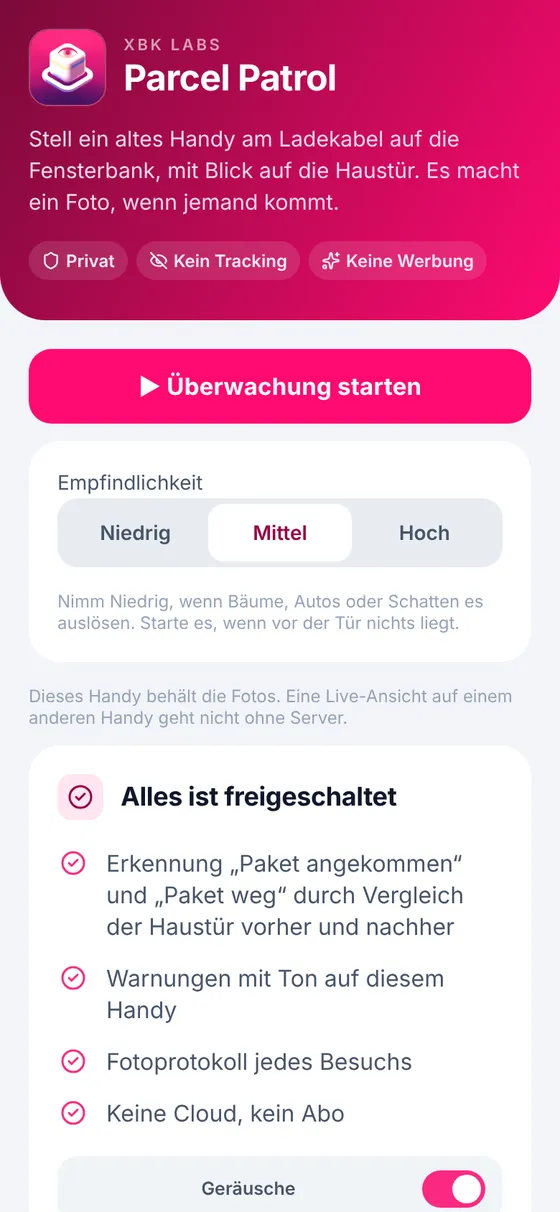 XBK LABS
Parcel Patrol
Stell ein altes Handy am Ladekabel auf die
Fensterbank, mit Blick auf die Haustür. Es macht
ein Foto, wenn jemand kommt.
Privat
Kein Tracking
Keine Werbung
▶ Überwachung starten
Empfindlichkeit
Niedrig
Mittel
Hoch
Nimm Niedrig, wenn Bäume, Autos oder Schatten es
auslösen. Starte es, wenn vor der Tür nichts liegt.
Dieses Handy behält die Fotos. Eine Live-Ansicht auf einem
anderen Handy geht nicht ohne Server.
Alles ist freigeschaltet
Erkennung „Paket angekommen“
und „Paket weg“ durch Vergleich
der Haustür vorher und nachher
Warnungen mit Ton auf diesem
Handy
Fotoprotokoll jedes Besuchs
Keine Cloud, kein Abo
Geräusche